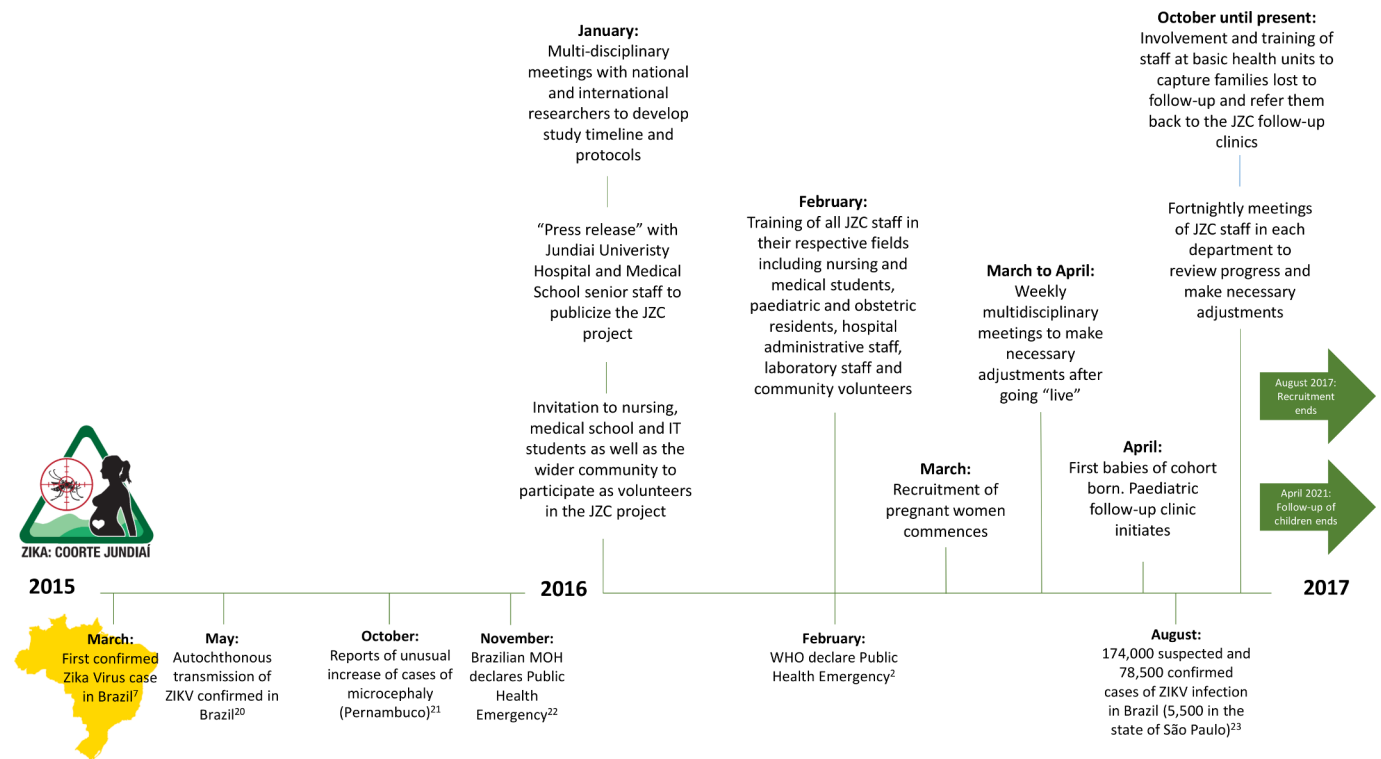 January:
Multi-disciplinary
meetings with national
and international
researchers to develop
study timeline and
protocols
“Press release” with
Jundiai Univeristy
Hospital and Medical
School senior staff to
publicize the JZC
project
Invitation to nursing,
medical school and IT
students as well as the
wider community to
participate as volunteers
in the JZC project
February:
Training of all JZC staff in
their respective fields
including nursing and
medical students,
paediatric and obstetric
residents, hospital
administrative staff,
laboratory staff and
community volunteers
March:
Recruitment of
pregnant women
commences
March to April:
Weekly
multidisciplinary
meetings to make
necessary
adjustments after
going “live”
April:
First babies of cohort
born. Paediatric
follow-up clinic
initiates
October until present:
Involvement and training of
staff at basic health units to
capture families lost to
follow-up and refer them
back to the JZC follow-up
clinics
Fortnightly meetings
of JZC staff in each
department to
review progress and
make necessary
adjustments
August 2017:
Recruitment
ends
April 2021:
Follow-up of
children ends
ZIKA: COORTE JUNDIAÍ
2015
2016
2017
March:
First confirmed
Zika Virus case
in Brazil⁷
May:
Autochthonous
transmission of
ZIKV confirmed in
Brazil²⁰
October:
Reports of unusual
increase of cases of
microcephaly
(Pernambuco)²¹
November:
Brazilian MOH
declares Public
Health
Emergency²²
February:
WHO declare Public
Health Emergency²
August:
174,000 suspected and
78,500 confirmed
cases of ZIKV infection
in Brazil (5,500 in the
state of São Paulo)²³